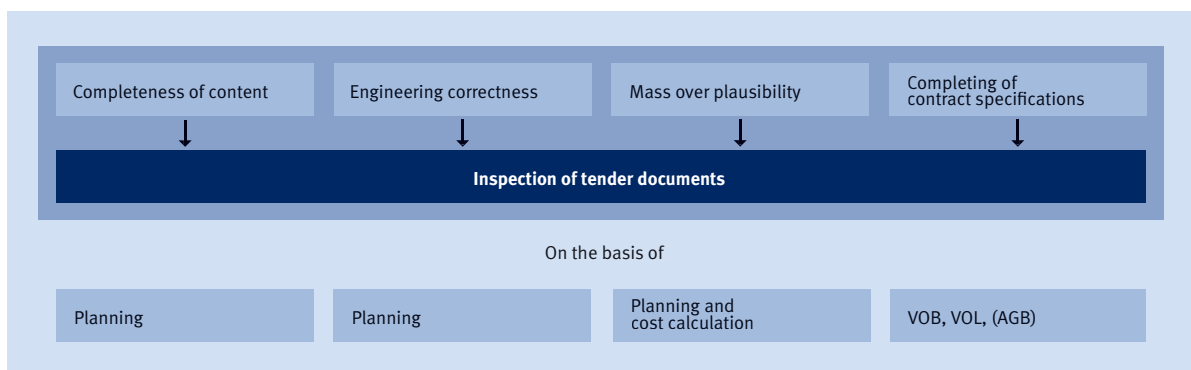 Completeness of content
Engineering correctness
Mass over plausibility
Completing of
contract specifications
Inspection of tender documents
On the basis of
Planning
Planning
Planning and
cost calculation
VOB, VOL, (AGB)